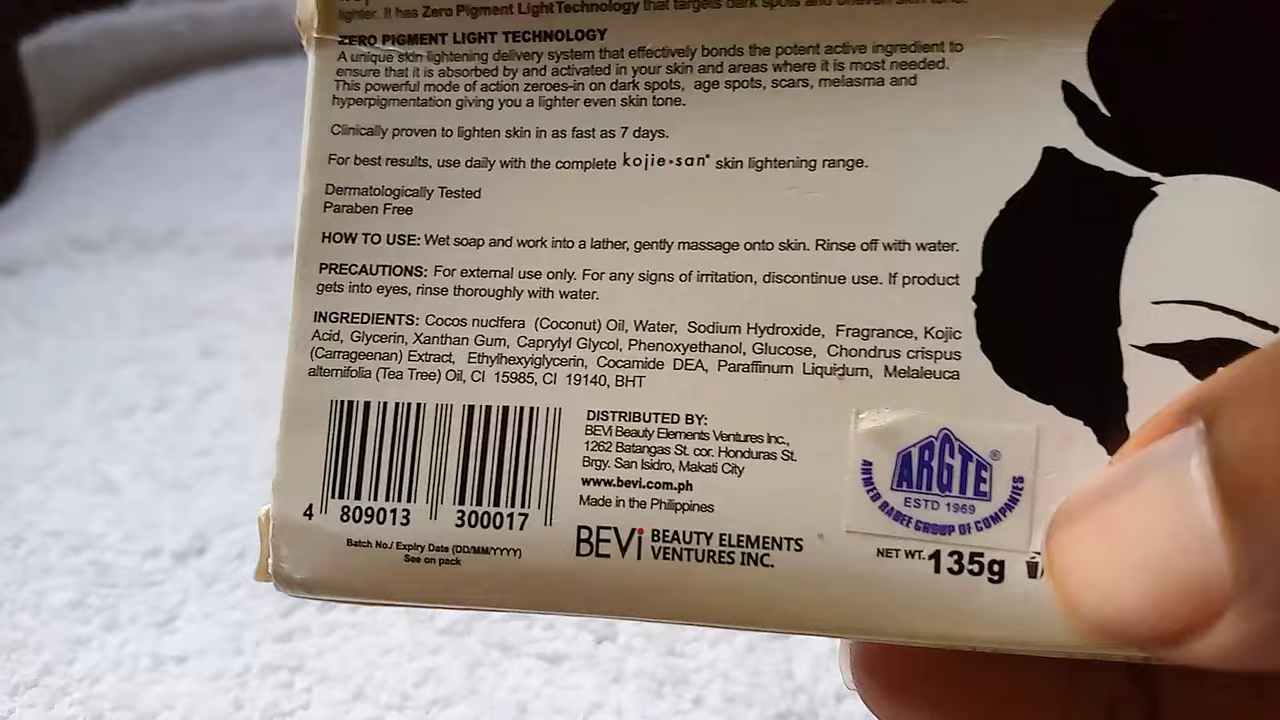 lighter. It has Zero Pigment Light Technology that targets dark spots and uneven skin tone.
ZERO PIGMENT LIGHT TECHNOLOGY
A unique skin lightening delivery system that effectively bonds the potent active ingredient to
ensure that it is absorbed by and activated in your skin and areas where it is most needed.
This powerful mode of action zeroes-in on dark spots, age spots, scars, melasma and
hyperpigmentation giving you a lighter even skin tone.
Clinically proven to lighten skin in as fast as 7 days.
For best results, use daily with the complete kojie•san® skin lightening range.
Dermatologically Tested
Paraben Free
HOW TO USE: Wet soap and work into a lather, gently massage onto skin. Rinse off with water.
PRECAUTIONS: For external use only. For any signs of irritation, discontinue use. If product
gets into eyes, rinse thoroughly with water.
INGREDIENTS: Cocos nucifera (Coconut) Oil, Water, Sodium Hydroxide, Fragrance, Kojic
Acid, Glycerin, Xanthan Gum, Caprylyl Glycol, Phenoxyethanol, Glucose, Chondrus crispus
(Carrageenan) Extract, Ethylhexyiglycerin, Cocamide DEA, Paraffinum Liquidum, Melaleuca
alternifolia (Tea Tree) Oil, CI 15985, CI 19140, BHT
4 809013 300017
Batch No./ Expiry Date (DD/MM/YYYY)
See on pack
DISTRIBUTED BY:
BEVi Beauty Elements Ventures Inc.,
1262 Batangas St. cor. Honduras St.
Brgy. San Isidro, Makati City
www.bevi.com.ph
Made in the Philippines
BEVi BEAUTY ELEMENTS
VENTURES INC.
ARGTE®
ESTD 1969
AHMED RABEE GROUP OF COMPANIES
NET WT. 135g